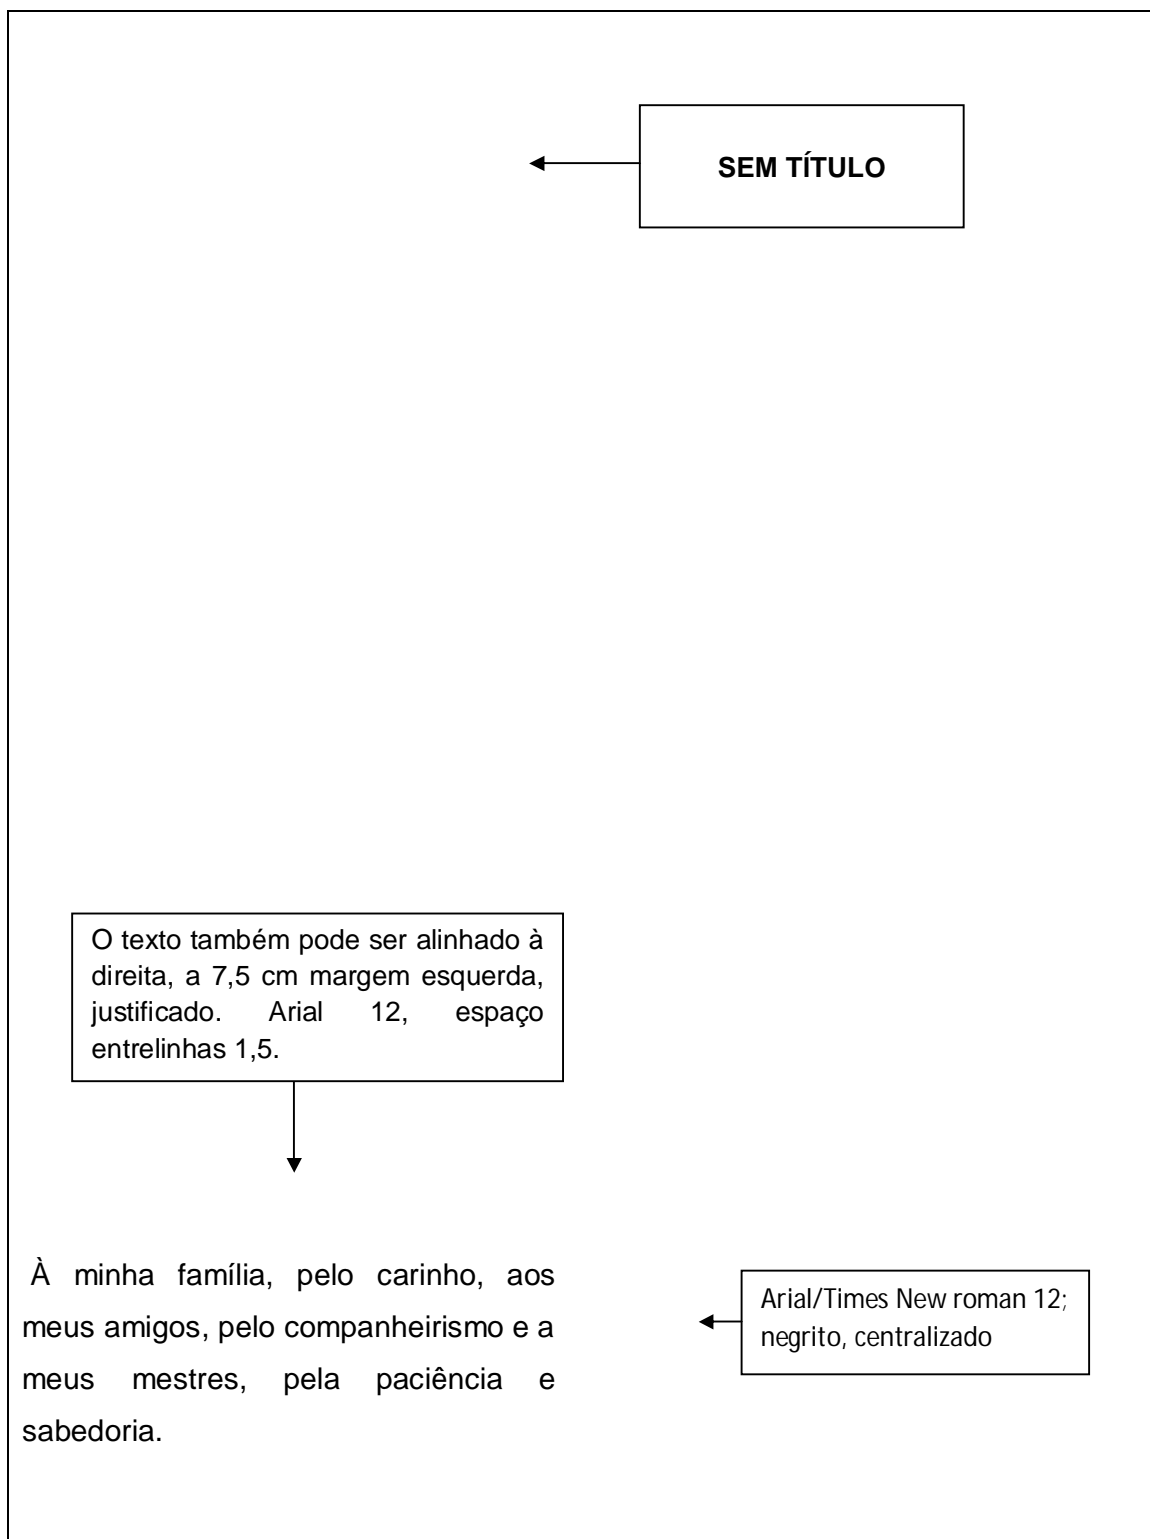 SEM TÍTULO
O texto também pode ser alinhado à
direita, a 7,5 cm margem esquerda,
justificado. Arial 12, espaço
entrelinhas 1,5.
À minha família, pelo carinho, aos
meus amigos, pelo companheirismo e a
meus mestres, pela paciência e
sabedoria.
Arial/Times New roman 12;
negrito, centralizado